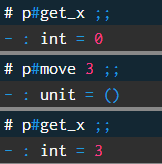 # p#get_x ;;
- : int = 0
# p#move 3 ;;
- : unit = ()
# p#get_x ;;
- : int = 3